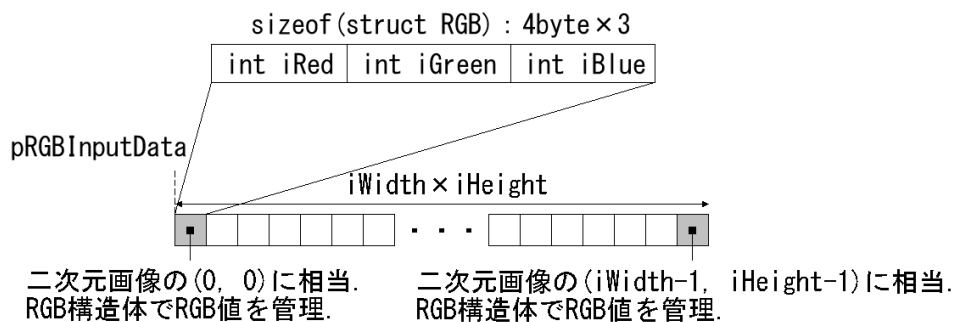 sizeof(struct RGB) : 4byte×3
int iRed int iGreen int iBlue
pRGBInputData
iWidth×iHeight
二次元画像の(0, 0)に相当.
RGB構造体でRGB値を管理.
二次元画像の(iWidth-1, iHeight-1)に相当.
RGB構造体でRGB値を管理.